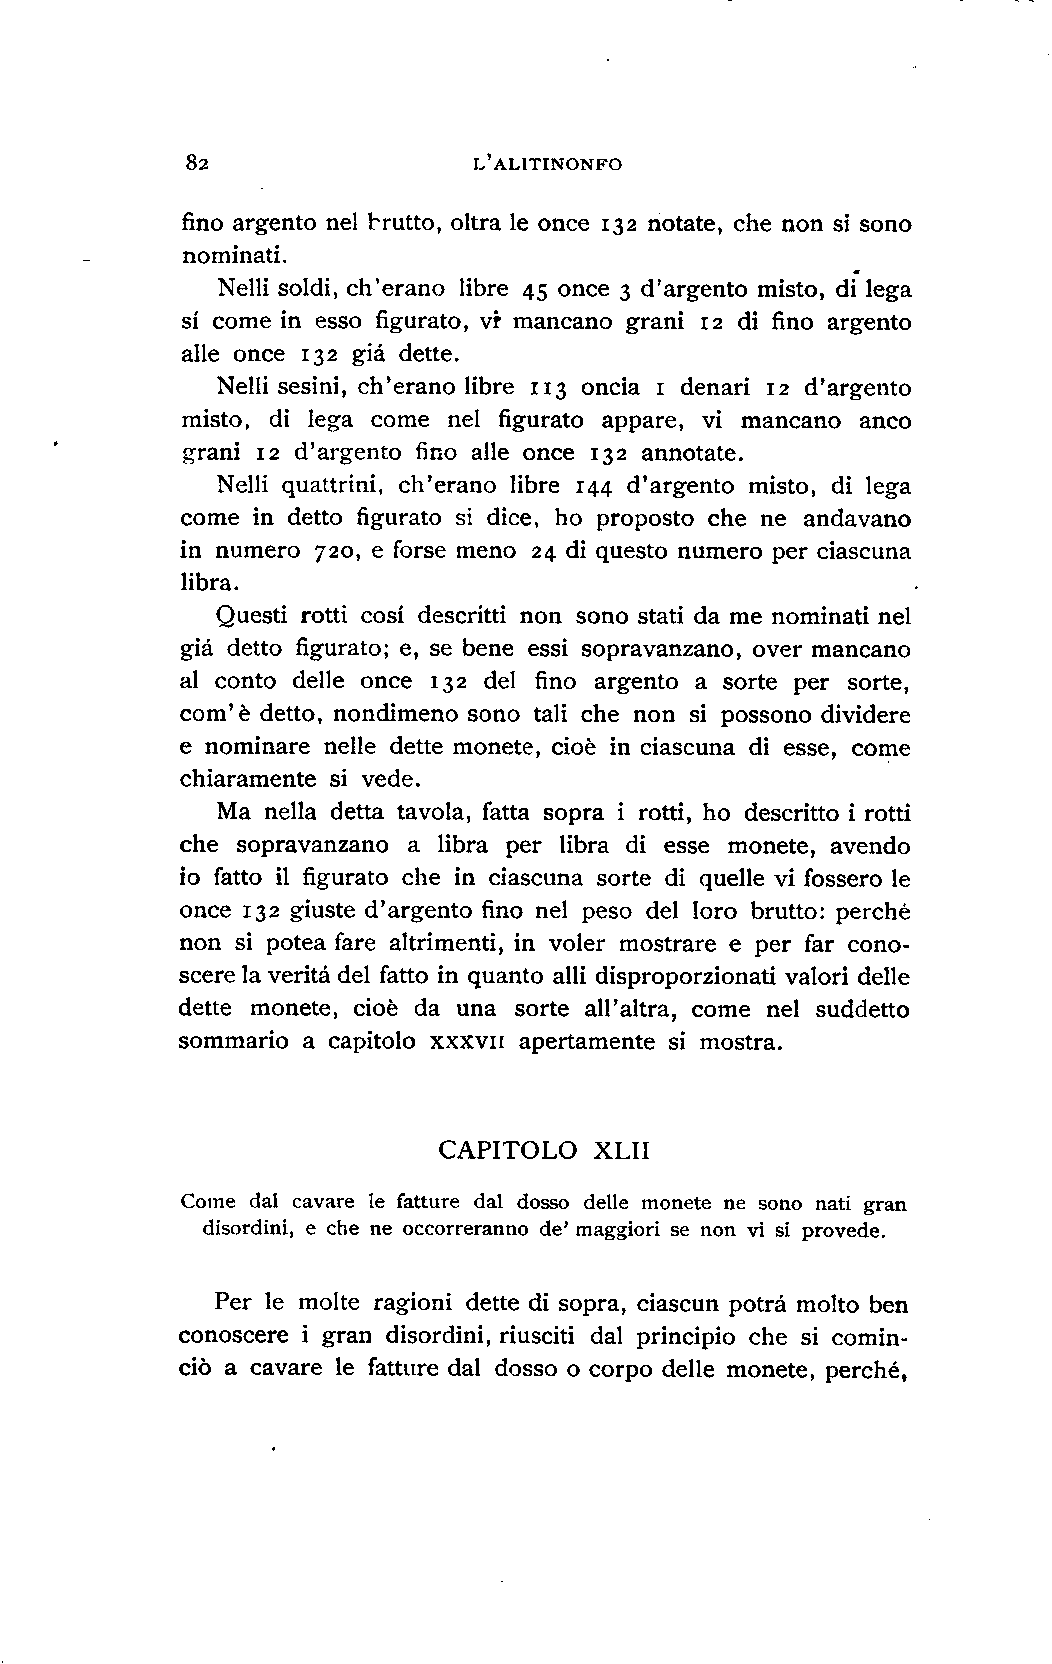 82 L'ALITINONFO
fino argento nel brutto, oltra le once 132 notate, che non si sono
nominati.
Nelli soldi, ch'erano libre 45 once 3 d'argento misto, di lega
sí come in esso figurato, vi mancano grani 12 di fino argento
alle once 132 giá dette.
Nelli sesini, ch'erano libre 113 oncia 1 denari 12 d'argento
misto, di lega come nel figurato appare, vi mancano anco
grani 12 d'argento fino alle once 132 annotate.
Nelli quattrini, ch'erano libre 144 d'argento misto, di lega
come in detto figurato si dice, ho proposto che ne andavano
in numero 720, e forse meno 24 di questo numero per ciascuna
libra.
Questi rotti cosí descritti non sono stati da me nominati nel
giá detto figurato; e, se bene essi sopravanzano, over mancano
al conto delle once 132 del fino argento a sorte per sorte,
com'è detto, nondimeno sono tali che non si possono dividere
e nominare nelle dette monete, cioè in ciascuna di esse, come
chiaramente si vede.
Ma nella detta tavola, fatta sopra i rotti, ho descritto i rotti
che sopravanzano a libra per libra di esse monete, avendo
io fatto il figurato che in ciascuna sorte di quelle vi fossero le
once 132 giuste d'argento fino nel peso del loro brutto: perché
non si potea fare altrimenti, in voler mostrare e per far cono-
scere la veritá del fatto in quanto alli disproporzionati valori delle
dette monete, cioè da una sorte all'altra, come nel suddetto
sommario a capitolo XXXVII apertamente si mostra.
CAPITOLO XLII
Come dal cavare le fatture dal dosso delle monete ne sono nati gran
disordini, e che ne occorreranno de' maggiori se non vi si provede.
Per le molte ragioni dette di sopra, ciascun potrá molto ben
conoscere i gran disordini, riusciti dal principio che si comin-
ciò a cavare le fatture dal dosso o corpo delle monete, perché,